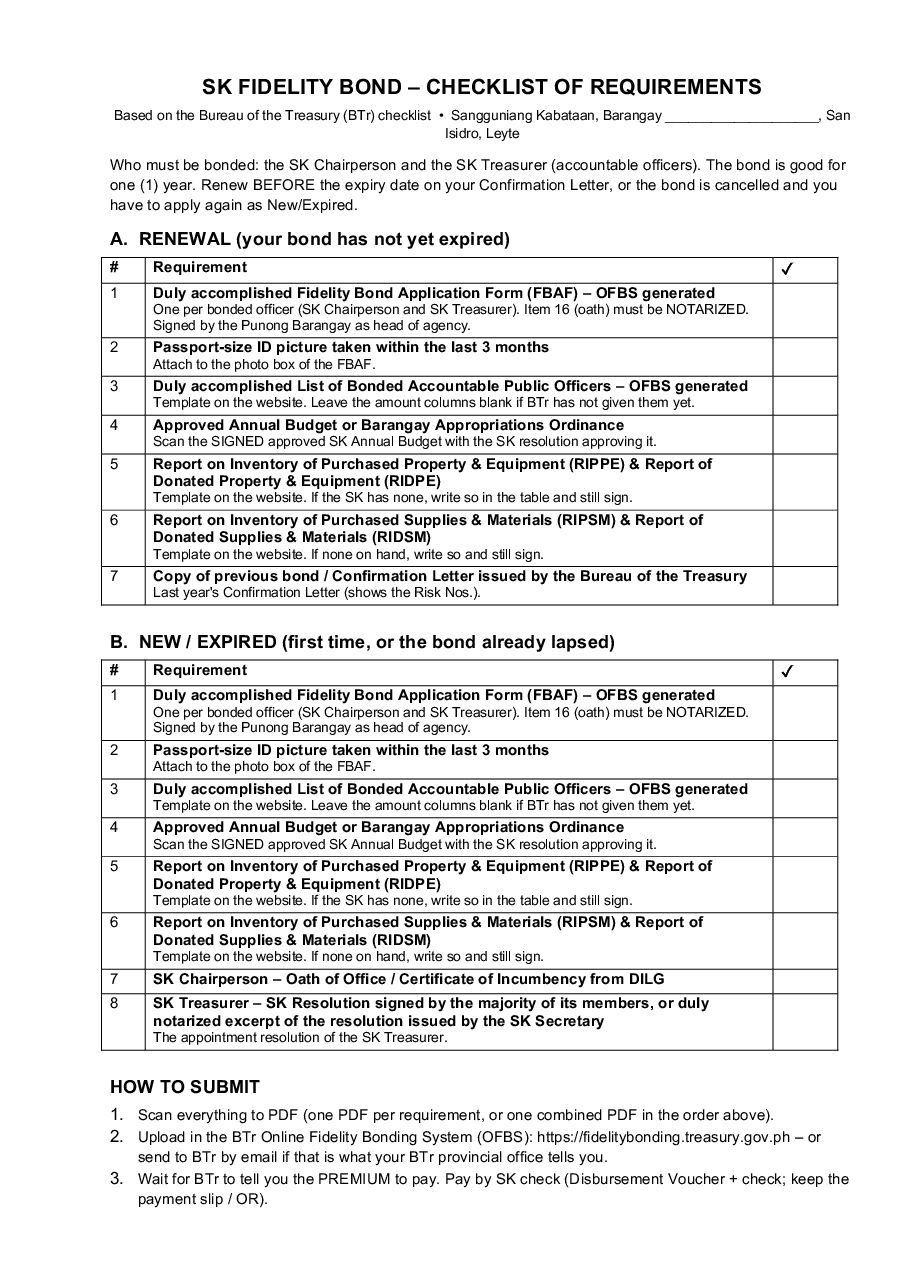 SK FIDELITY BOND – CHECKLIST OF REQUIREMENTS
Based on the Bureau of the Treasury (BTr) checklist • Sangguniang Kabataan, Barangay ____________________, San
Isidro, Leyte
Who must be bonded: the SK Chairperson and the SK Treasurer (accountable officers). The bond is good for
one (1) year. Renew BEFORE the expiry date on your Confirmation Letter, or the bond is cancelled and you
have to apply again as New/Expired.
A. RENEWAL (your bond has not yet expired)
# Requirement ✓
1 Duly accomplished Fidelity Bond Application Form (FBAF) – OFBS generated
One per bonded officer (SK Chairperson and SK Treasurer). Item 16 (oath) must be NOTARIZED.
Signed by the Punong Barangay as head of agency.
2 Passport-size ID picture taken within the last 3 months
Attach to the photo box of the FBAF.
3 Duly accomplished List of Bonded Accountable Public Officers – OFBS generated
Template on the website. Leave the amount columns blank if BTr has not given them yet.
4 Approved Annual Budget or Barangay Appropriations Ordinance
Scan the SIGNED approved SK Annual Budget with the SK resolution approving it.
5 Report on Inventory of Purchased Property & Equipment (RIPPE) & Report of
Donated Property & Equipment (RIDPE)
Template on the website. If the SK has none, write so in the table and still sign.
6 Report on Inventory of Purchased Supplies & Materials (RIPSM) & Report of
Donated Supplies & Materials (RIDSM)
Template on the website. If none on hand, write so and still sign.
7 Copy of previous bond / Confirmation Letter issued by the Bureau of the Treasury
Last year's Confirmation Letter (shows the Risk Nos.).
B. NEW / EXPIRED (first time, or the bond already lapsed)
# Requirement ✓
1 Duly accomplished Fidelity Bond Application Form (FBAF) – OFBS generated
One per bonded officer (SK Chairperson and SK Treasurer). Item 16 (oath) must be NOTARIZED.
Signed by the Punong Barangay as head of agency.
2 Passport-size ID picture taken within the last 3 months
Attach to the photo box of the FBAF.
3 Duly accomplished List of Bonded Accountable Public Officers – OFBS generated
Template on the website. Leave the amount columns blank if BTr has not given them yet.
4 Approved Annual Budget or Barangay Appropriations Ordinance
Scan the SIGNED approved SK Annual Budget with the SK resolution approving it.
5 Report on Inventory of Purchased Property & Equipment (RIPPE) & Report of
Donated Property & Equipment (RIDPE)
Template on the website. If the SK has none, write so in the table and still sign.
6 Report on Inventory of Purchased Supplies & Materials (RIPSM) & Report of
Donated Supplies & Materials (RIDSM)
Template on the website. If none on hand, write so and still sign.
7 SK Chairperson – Oath of Office / Certificate of Incumbency from DILG
8 SK Treasurer – SK Resolution signed by the majority of its members, or duly
notarized excerpt of the resolution issued by the SK Secretary
The appointment resolution of the SK Treasurer.
HOW TO SUBMIT
1. Scan everything to PDF (one PDF per requirement, or one combined PDF in the order above).
2. Upload in the BTr Online Fidelity Bonding System (OFBS): https://fidelitybonding.treasury.gov.ph – or
send to BTr by email if that is what your BTr provincial office tells you.
3. Wait for BTr to tell you the PREMIUM to pay. Pay by SK check (Disbursement Voucher + check; keep the
payment slip / OR).